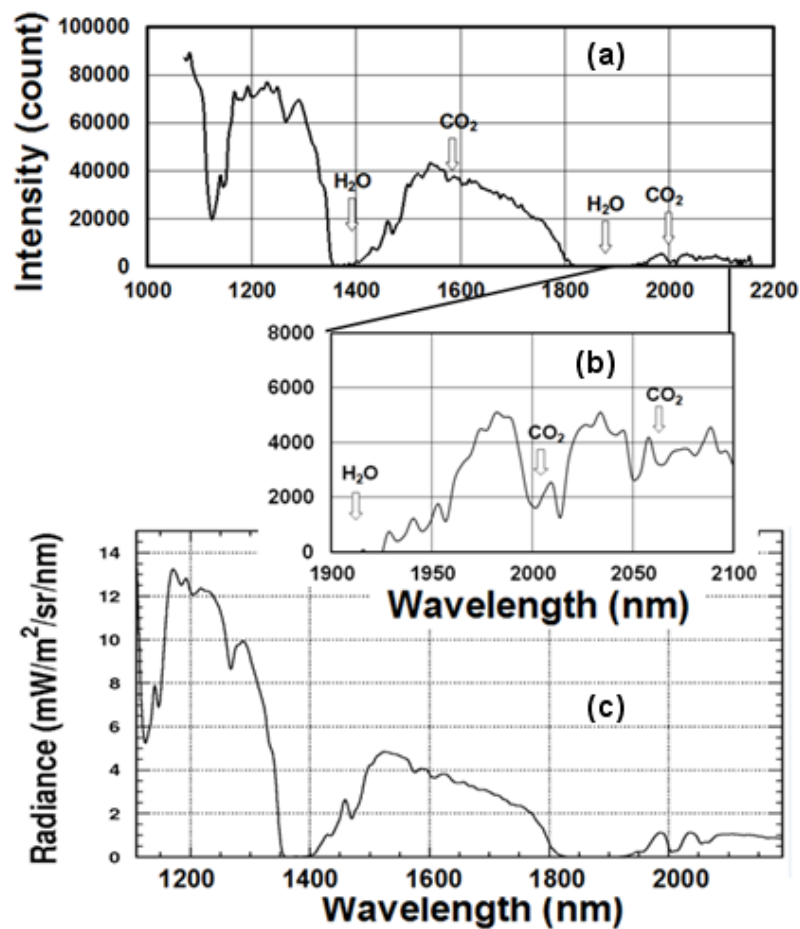 (a)
Intensity (count)
100000
80000
60000
40000
20000
0
H₂O
CO₂
H₂O
CO₂
1000 1200 1400 1600 1800 2000 2200
(b)
8000
6000
4000
2000
0
H₂O
CO₂
CO₂
1900 1950 2000 2050 2100
Wavelength (nm)
(c)
Radiance (mW/m²/sr/nm)
14
12
10
8
6
4
2
0
1200 1400 1600 1800 2000
Wavelength (nm)